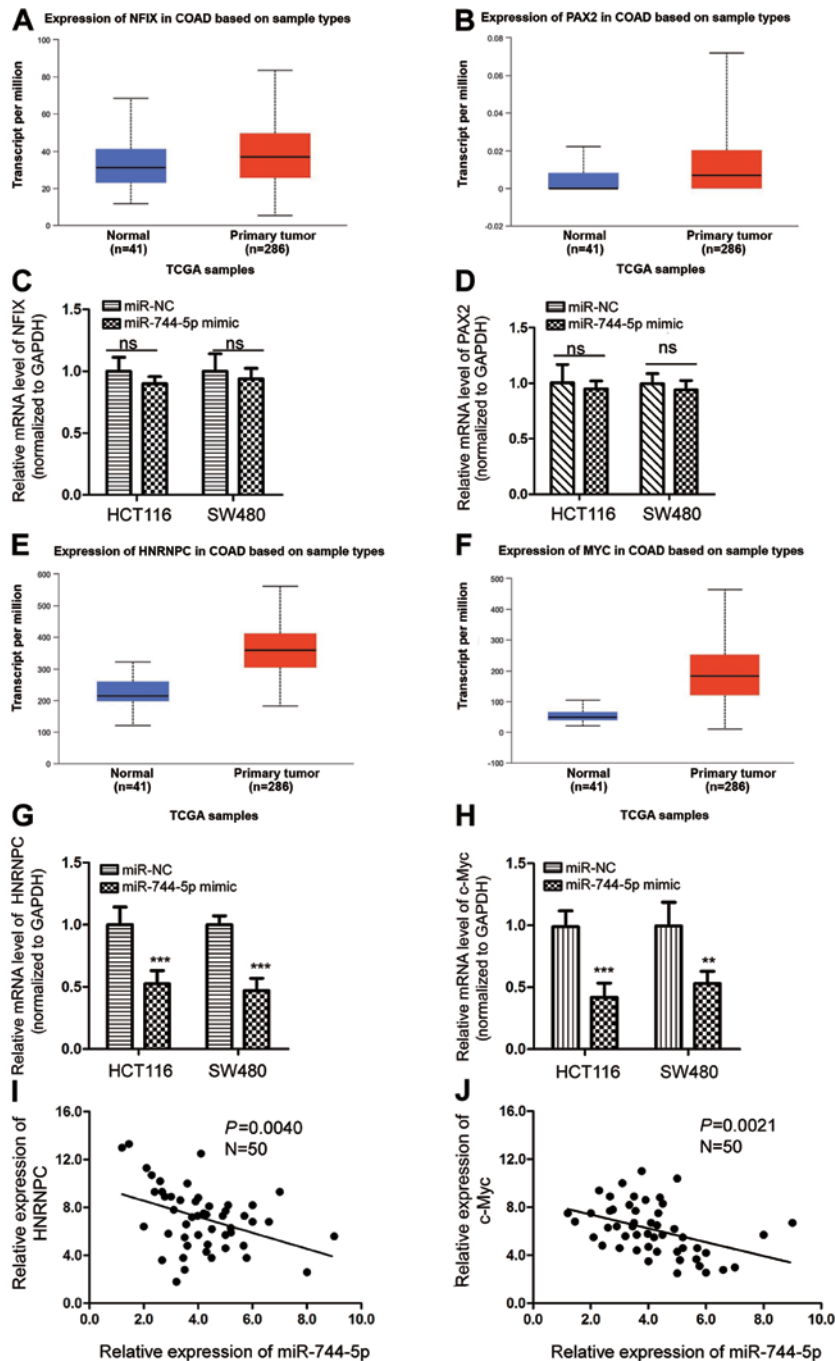 A
Expression of NFIX in COAD based on sample types
Transcript per million
100
80
60
40
20
0
Normal
(n=41)
Primary tumor
(n=286)
TCGA samples
B
Expression of PAX2 in COAD based on sample types
Transcript per million
0.08
0.06
0.04
0.02
0
-0.02
Normal
(n=41)
Primary tumor
(n=286)
TCGA samples
C
Relative mRNA level of NFIX
(normalized to GAPDH)
1.5
1.0
0.5
0.0
miR-NC
miR-744-5p mimic
ns
ns
HCT116
SW480
D
Relative mRNA level of PAX2
(normalized to GAPDH)
1.5
1.0
0.5
0.0
miR-NC
miR-744-5p mimic
ns
ns
HCT116
SW480
E
Expression of HNRNPC in COAD based on sample types
Transcript per million
600
500
400
300
200
100
0
Normal
(n=41)
Primary tumor
(n=286)
TCGA samples
F
Expression of MYC in COAD based on sample types
Transcript per million
500
400
300
200
100
0
-100
Normal
(n=41)
Primary tumor
(n=286)
TCGA samples
G
Relative mRNA level of HNRNPC
(normalized to GAPDH)
1.5
1.0
0.5
0.0
miR-NC
miR-744-5p mimic
***
***
HCT116
SW480
H
Relative mRNA level of c-Myc
(normalized to GAPDH)
1.5
1.0
0.5
0.0
miR-NC
miR-744-5p mimic
***
**
HCT116
SW480
I
Relative expression of
HNRNPC
16.0
12.0
8.0
4.0
0.0
P=0.0040
N=50
0.0 2.0 4.0 6.0 8.0 10.0
Relative expression of miR-744-5p
J
Relative expression of
c-Myc
16.0
12.0
8.0
4.0
0.0
P=0.0021
N=50
0.0 2.0 4.0 6.0 8.0 10.0
Relative expression of miR-744-5p